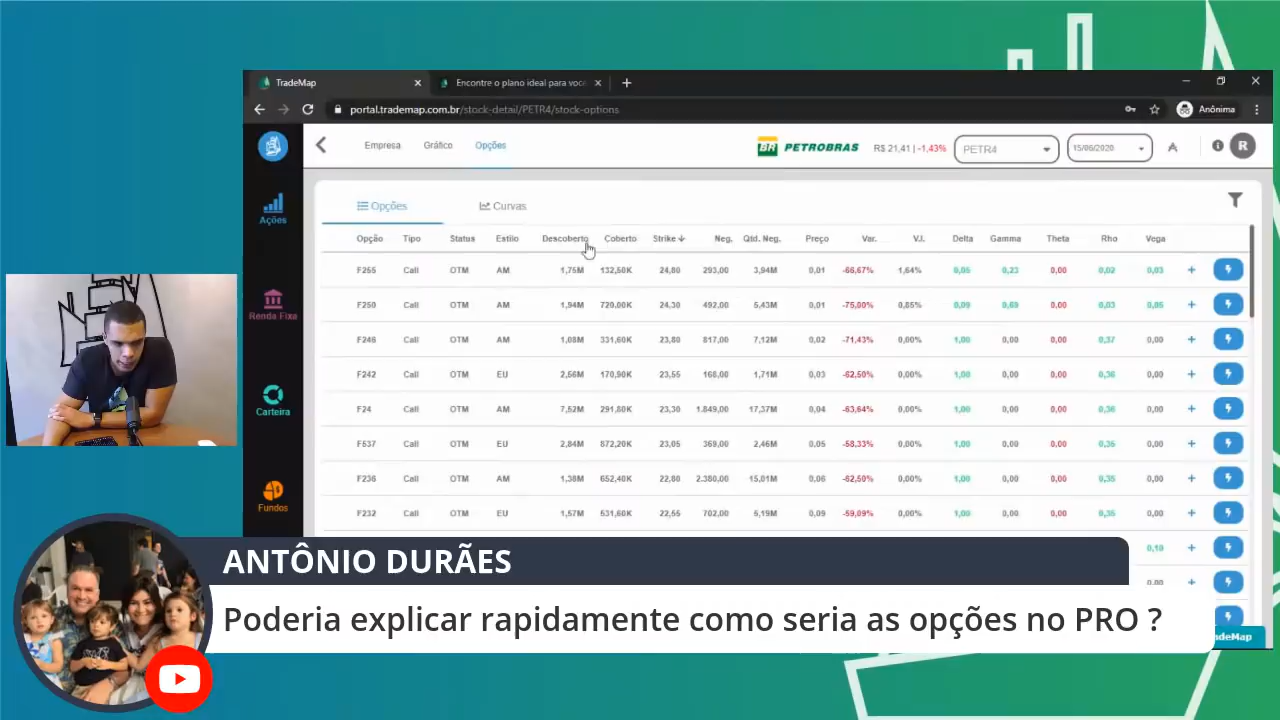 TradeMap
Encontre o plano ideal para você
portal.trademap.com.br/stock-detail/PETR4/stock-options
Anônima
Empresa Gráfico Opções
BR PETROBRAS R$ 21,41 | -1,43% PETR4 15/06/2020 R
Ações
Renda Fixa
Carteira
Fundos
Opções Curvas
Opção Tipo Status Estilo Descoberto Coberto Strike Neg. Qtd. Neg. Preço Var. V.I. Delta Gamma Theta Rho Vega
F255 Call OTM AM 1,75M 132,50K 24,80 293,00 3,94M 0,01 -66,67% 1,64% 0,05 0,23 0,00 0,02 0,03
F250 Call OTM AM 1,94M 720,00K 24,30 492,00 5,43M 0,01 -75,00% 0,85% 0,09 0,69 0,00 0,03 0,05
F246 Call OTM AM 1,08M 331,60K 23,80 817,00 7,12M 0,02 -71,43% 0,00% 1,00 0,00 0,00 0,37 0,00
F242 Call OTM EU 2,56M 170,90K 23,55 166,00 1,71M 0,03 -62,50% 0,00% 1,00 0,00 0,00 0,36 0,00
F24 Call OTM AM 7,52M 291,80K 23,30 1.849,00 17,37M 0,04 -63,64% 0,00% 1,00 0,00 0,00 0,36 0,00
F537 Call OTM EU 2,84M 872,20K 23,05 369,00 2,46M 0,05 -58,33% 0,00% 1,00 0,00 0,00 0,35 0,00
F236 Call OTM AM 1,38M 652,40K 22,80 2.380,00 15,01M 0,06 -62,50% 0,00% 1,00 0,00 0,00 0,35 0,00
F232 Call OTM EU 1,57M 531,60K 22,55 702,00 5,19M 0,09 -59,09% 0,00% 1,00 0,00 0,00 0,35 0,00
0,10
0,00
deMap
ANTÔNIO DURÃES
Poderia explicar rapidamente como seria as opções no PRO ?